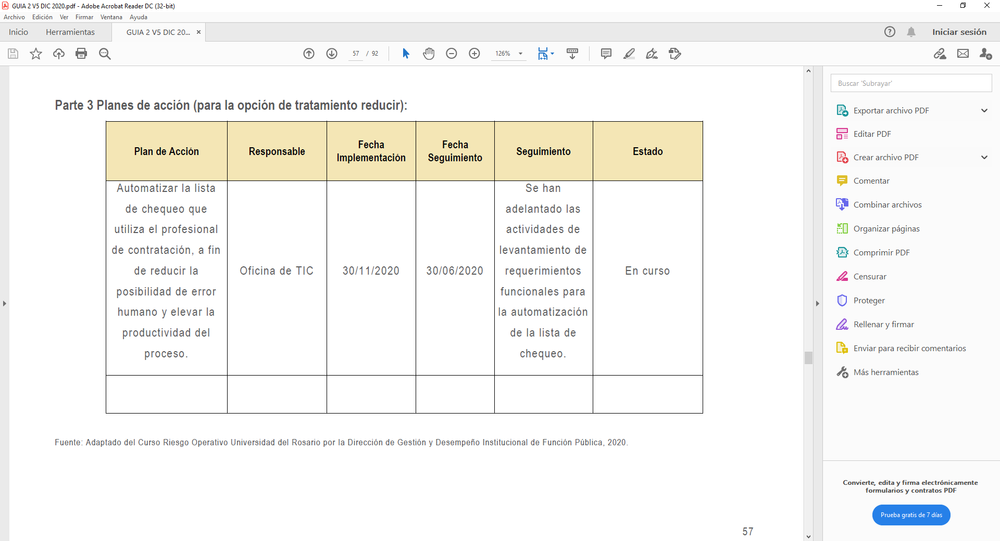 GUIA 2 V5 DIC 2020.pdf - Adobe Acrobat Reader DC (32-bit)
Archivo Edición Ver Firmar Ventana Ayuda
Inicio Herramientas GUIA 2 V5 DIC 20... × Iniciar sesión
57 / 92 126%
Parte 3 Planes de acción (para la opción de tratamiento reducir):
Plan de Acción
Responsable
Fecha
Implementación
Fecha
Seguimiento
Seguimiento
Estado
Automatizar la lista
de chequeo que
utiliza el profesional
de contratación, a fin
de reducir la
posibilidad de error
humano y elevar la
productividad del
proceso.
Oficina de TIC
30/11/2020
30/06/2020
Se han
adelantado las
actividades de
levantamiento de
requerimientos
funcionales para
la automatización
de la lista de
chequeo.
En curso
Fuente: Adaptado del Curso Riesgo Operativo Universidad del Rosario por la Dirección de Gestión y Desempeño Institucional de Función Pública, 2020.
57
Buscar 'Subrayar'
Exportar archivo PDF
Editar PDF
Crear archivo PDF
Comentar
Combinar archivos
Organizar páginas
Comprimir PDF
Censurar
Proteger
Rellenar y firmar
Enviar para recibir comentarios
Más herramientas
Convierte, edita y firma electrónicamente
formularios y contratos PDF
Prueba gratis de 7 días